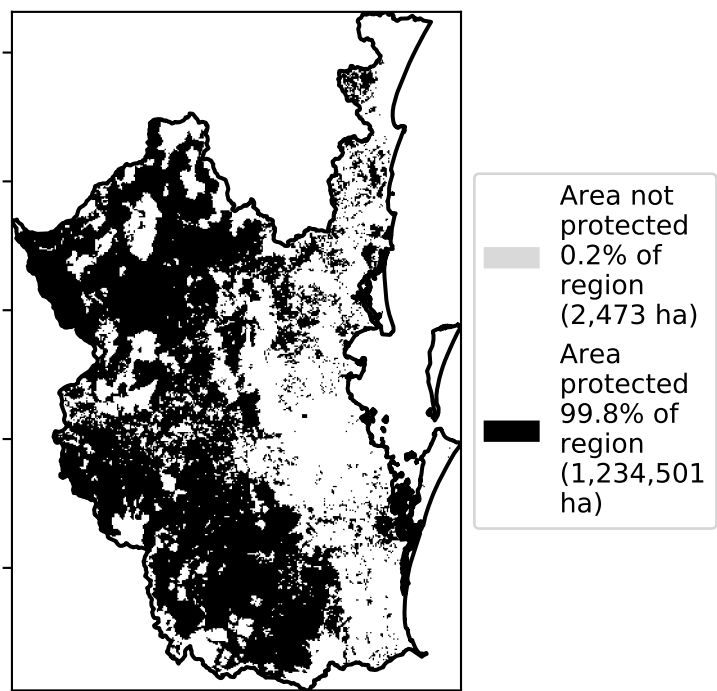 Area not
protected
0.2% of
region
(2,473 ha)
Area
protected
99.8% of
region
(1,234,501
ha)